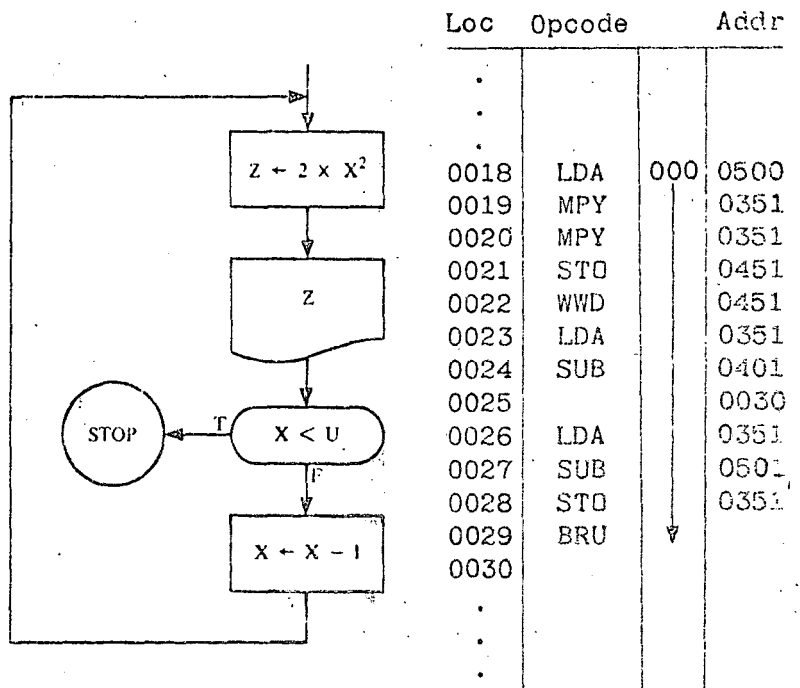 Z ← 2 × X²
Z
X < U
T
STOP
F
X ← X - 1
Loc Opcode Addr
0018 LDA 000 0500
0019 MPY 0351
0020 MPY 0351
0021 STO 0451
0022 WWD 0451
0023 LDA 0351
0024 SUB 0401
0025 0030
0026 LDA 0351
0027 SUB 0501
0028 STO 0351
0029 BRU
0030